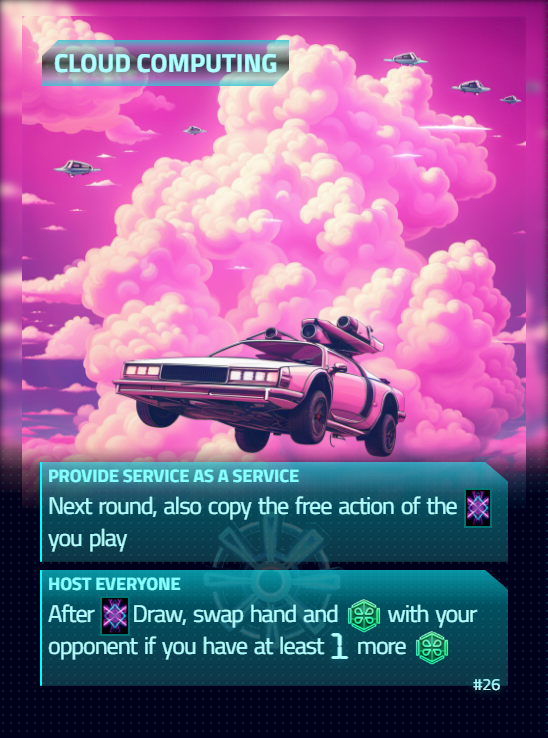 CLOUD COMPUTING
PROVIDE SERVICE AS A SERVICE
Next round, also copy the free action of the
you play
HOST EVERYONE
After Draw, swap hand and with your
opponent if you have at least 1 more
#26